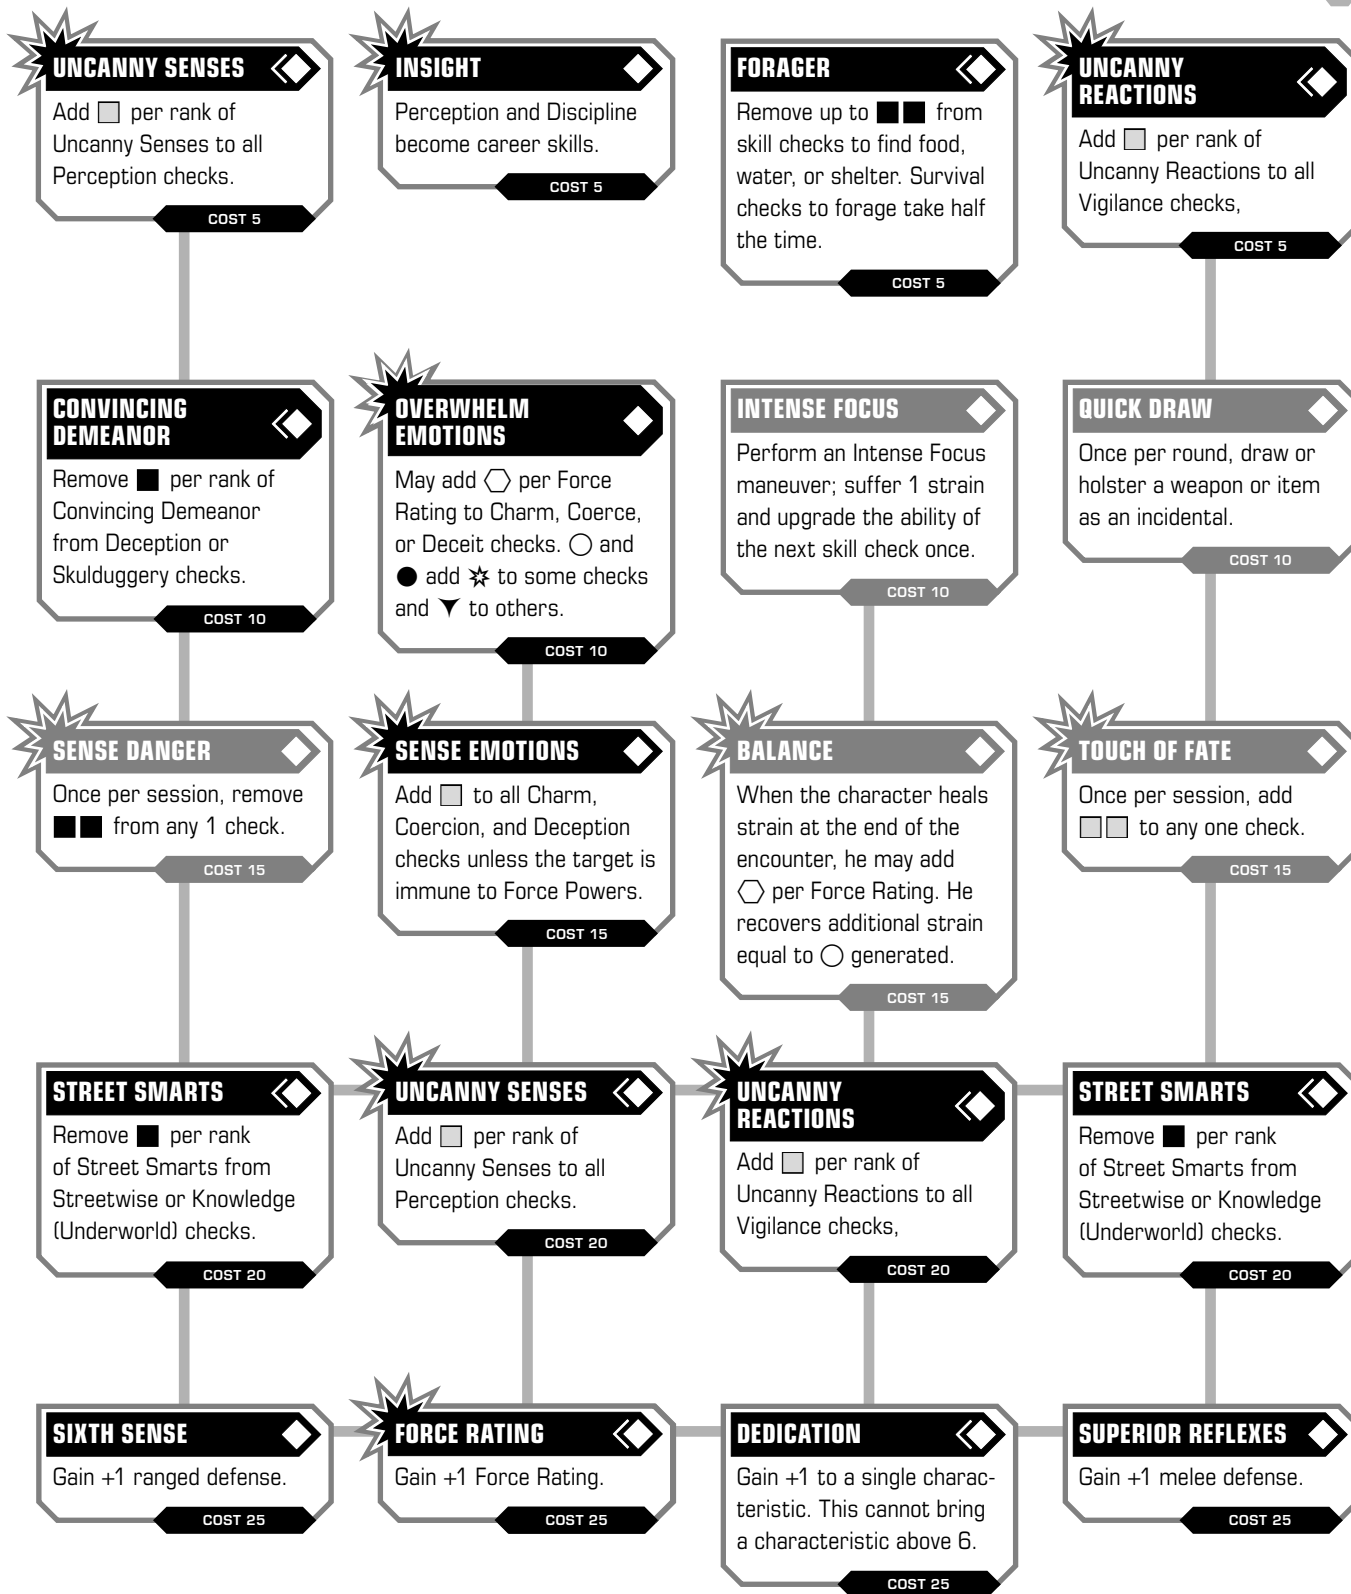 UNCANNY SENSES
Add per rank of
Uncanny Senses to all
Perception checks.
COST 5
INSIGHT
Perception and Discipline
become career skills.
COST 5
FORAGER
Remove up to from
skill checks to find food,
water, or shelter. Survival
checks to forage take half
the time.
COST 5
UNCANNY
REACTIONS
Add per rank of
Uncanny Reactions to all
Vigilance checks,
COST 5
CONVINCING
DEMEANOR
Remove per rank of
Convincing Demeanor
from Deception or
Skulduggery checks.
COST 10
OVERWHELM
EMOTIONS
May add per Force
Rating to Charm, Coerce,
or Deceit checks. and
add to some checks
and to others.
COST 10
INTENSE FOCUS
Perform an Intense Focus
maneuver; suffer 1 strain
and upgrade the ability of
the next skill check once.
COST 10
QUICK DRAW
Once per round, draw or
holster a weapon or item
as an incidental.
COST 10
SENSE DANGER
Once per session, remove
from any 1 check.
COST 15
SENSE EMOTIONS
Add to all Charm,
Coercion, and Deception
checks unless the target is
immune to Force Powers.
COST 15
BALANCE
When the character heals
strain at the end of the
encounter, he may add
per Force Rating. He
recovers additional strain
equal to generated.
COST 15
TOUCH OF FATE
Once per session, add
to any one check.
COST 15
STREET SMARTS
Remove per rank
of Street Smarts from
Streetwise or Knowledge
(Underworld) checks.
COST 20
UNCANNY SENSES
Add per rank of
Uncanny Senses to all
Perception checks.
COST 20
UNCANNY
REACTIONS
Add per rank of
Uncanny Reactions to all
Vigilance checks,
COST 20
STREET SMARTS
Remove per rank
of Street Smarts from
Streetwise or Knowledge
(Underworld) checks.
COST 20
SIXTH SENSE
Gain +1 ranged defense.
COST 25
FORCE RATING
Gain +1 Force Rating.
COST 25
DEDICATION
Gain +1 to a single charac-
teristic. This cannot bring
a characteristic above 6.
COST 25
SUPERIOR REFLEXES
Gain +1 melee defense.
COST 25